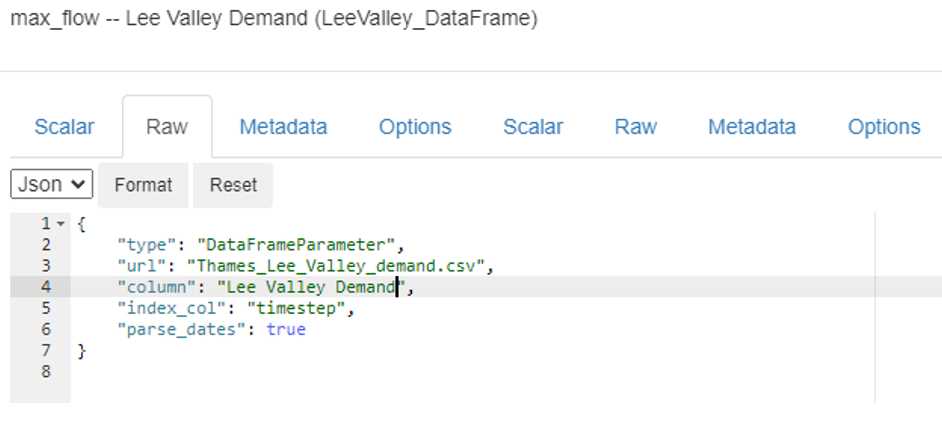 max_flow -- Lee Valley Demand (LeeValley_DataFrame)
Scalar Raw Metadata Options Scalar Raw Metadata Options
Json Format Reset
1 {
2 "type": "DataFrameParameter",
3 "url": "Thames_Lee_Valley_demand.csv",
4 "column": "Lee Valley Demand",
5 "index_col": "timestep",
6 "parse_dates": true
7 }
8